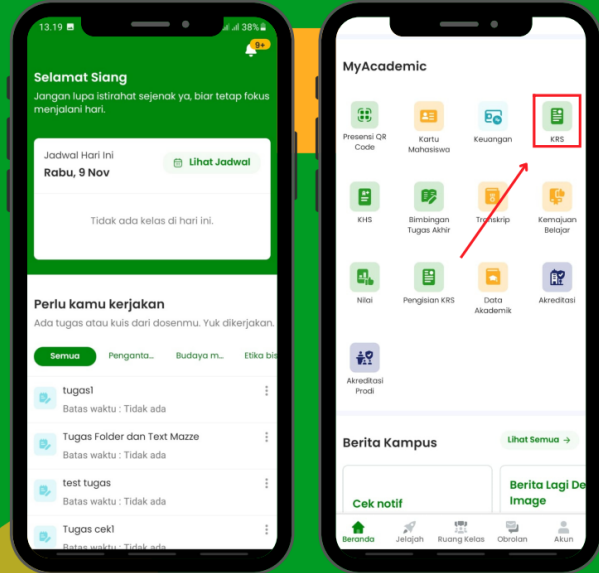 13.19
38%
9+
Selamat Siang
Jangan lupa istirahat sejenak ya, biar tetap fokus
menjalani hari.
Jadwal Hari Ini
Rabu, 9 Nov
Lihat Jadwal
Tidak ada kelas di hari ini.
Perlu kamu kerjakan
Ada tugas atau kuis dari dosenmu. Yuk dikerjakan.
Semua
Penganta...
Budaya m...
Etika bis
tugas1
Batas waktu : Tidak ada
Tugas Folder dan Text Mazze
Batas waktu : Tidak ada
test tugas
Batas waktu : Tidak ada
Tugas cek1
Batas waktu : Tidak ada
MyAcademic
Presensi QR
Code
Kartu
Mahasiswa
Keuangan
KRS
KHS
Bimbingan
Tugas Akhir
Transkrip
Kemajuan
Belajar
Nilai
Pengisian KRS
Data
Akademik
Akreditasi
Akreditasi
Prodi
Berita Kampus
Lihat Semua →
Cek notif
Berita Lagi De
Image
Beranda
Jelajah
Ruang Kelas
Obrolan
Akun